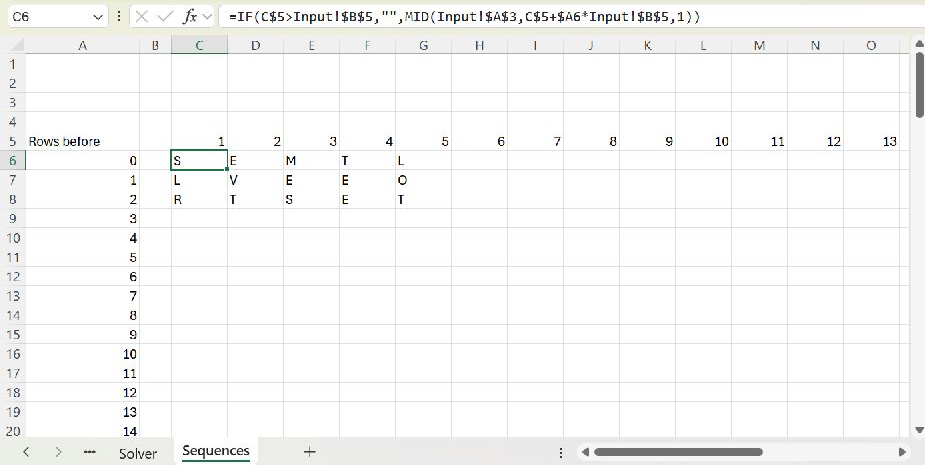 C6 fx =IF(C$5>Input!$B$5,"",MID(Input!$A$3,C$5+$A6*Input!$B$5,1))
A B C D E F G H I J K L M N O
1
2
3
4
5 Rows before 1 2 3 4 5 6 7 8 9 10 11 12 13
6 0 S E M T L
7 1 L V E E O
8 2 R T S E T
9 3
10 4
11 5
12 6
13 7
14 8
15 9
16 10
17 11
18 12
19 13
20 14
Solver Sequences